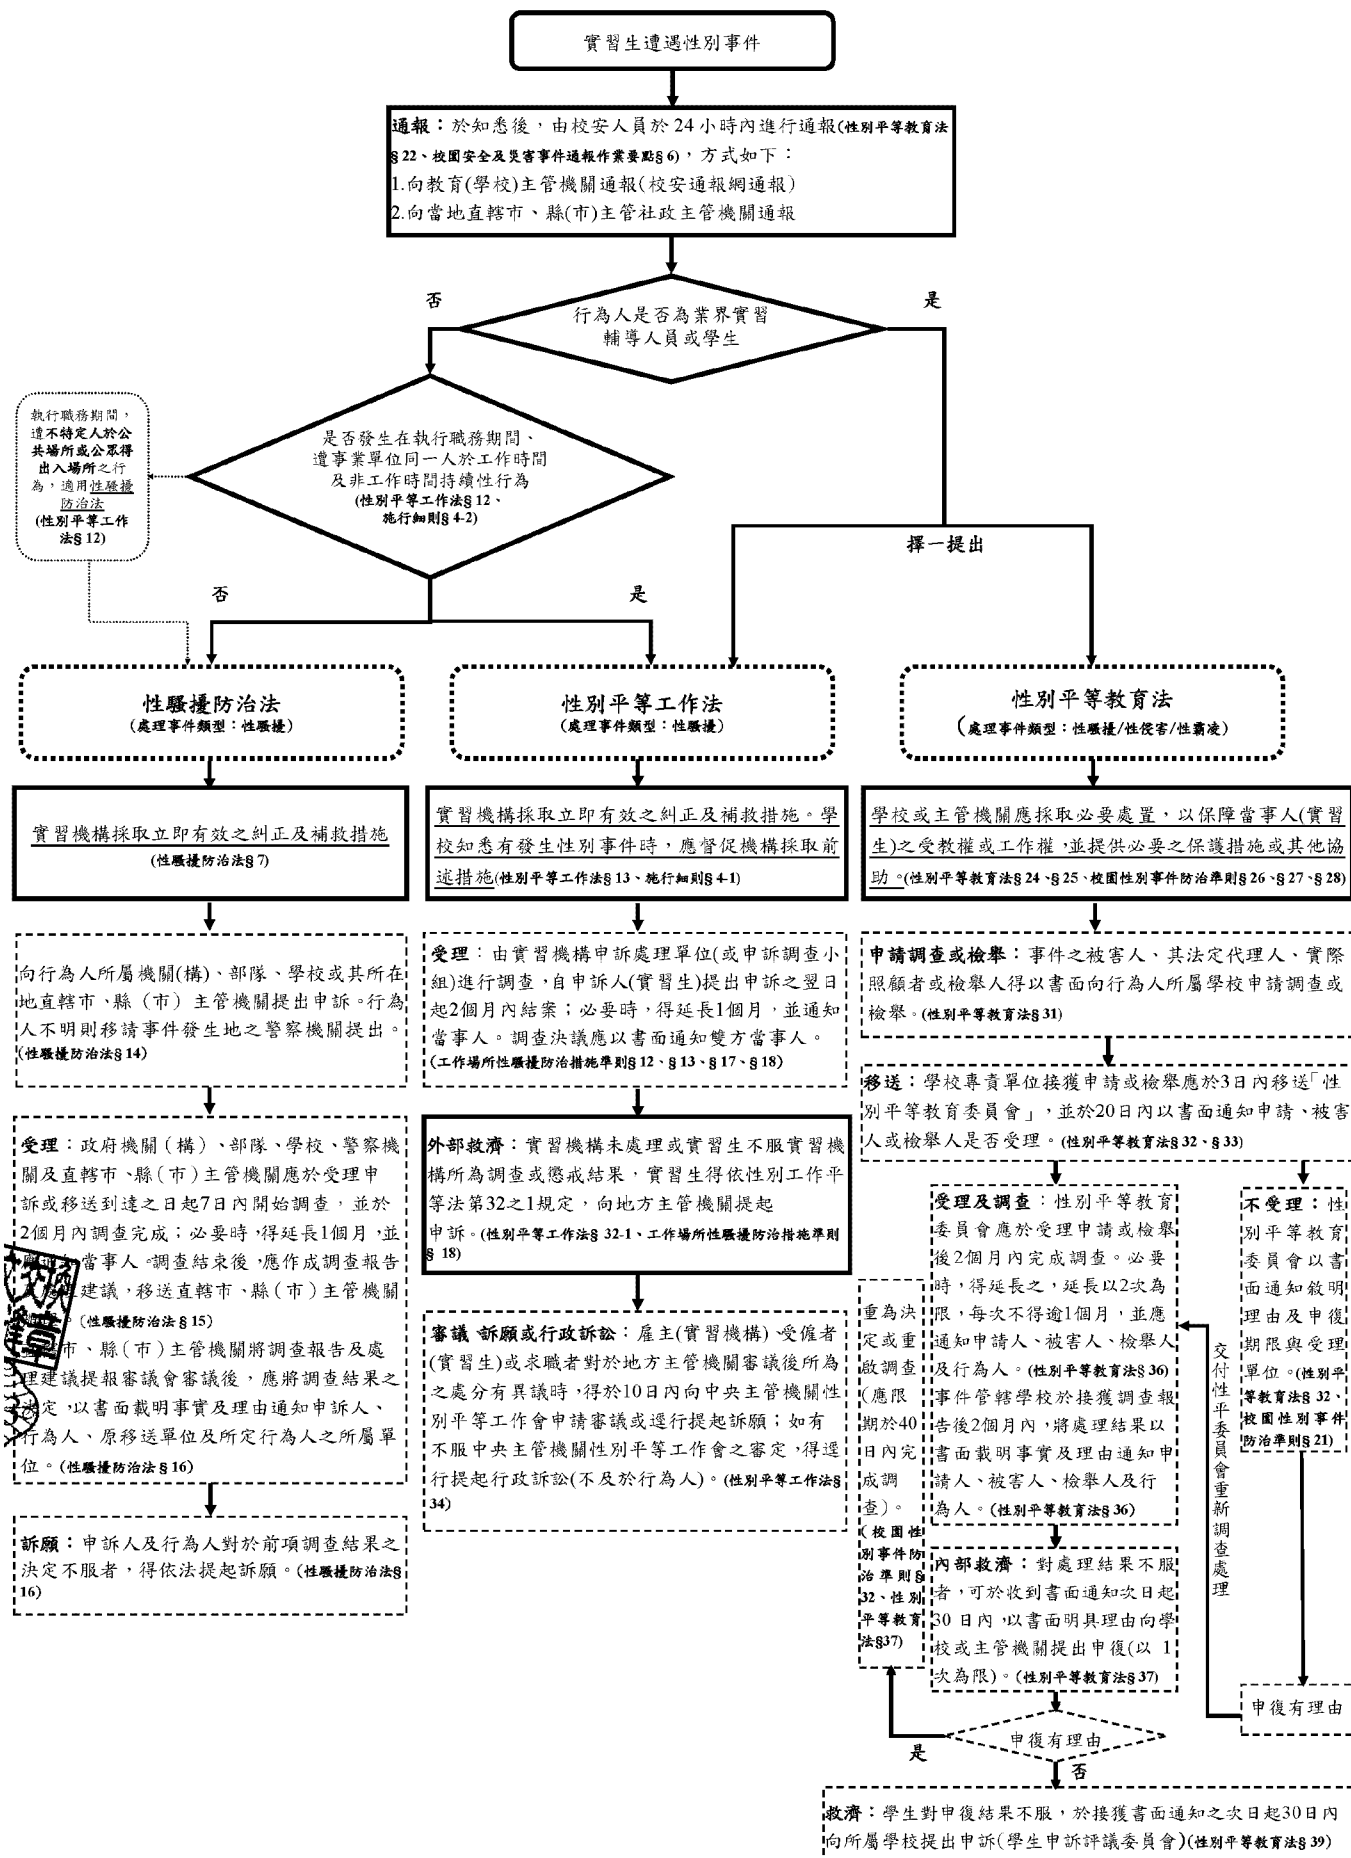 實習生遭遇性別事件
通報：於知悉後，由校安人員於 24 小時內進行通報(性別平等教育法
§ 22、校園安全及災害事件通報作業要點§ 6)，方式如下：
1.向教育(學校)主管機關通報(校安通報網通報)
2.向當地直轄市、縣(市)主管社政主管機關通報
行為人是否為業界實習
輔導人員或學生
否
是
執行職務期間，
遭不特定人於公
共場所或公眾得
出入場所之行
為，適用性騷擾
防治法
(性別平等工作
法§ 12)
是否發生在執行職務期間、
遭事業單位同一人於工作時間
及非工作時間持續性行為
(性別平等工作法§ 12、
施行細則§ 4-2)
擇一提出
否
是
性騷擾防治法
(處理事件類型：性騷擾)
實習機構採取立即有效之糾正及補救措施
(性騷擾防治法§ 7)
向行為人所屬機關(構)、部隊、學校或其所在
地直轄市、縣（市）主管機關提出申訴。行為
人不明則移請事件發生地之警察機關提出。
(性騷擾防治法§ 14)
受理：政府機關（構）、部隊、學校、警察機
關及直轄市、縣（市）主管機關應於受理申
訴或移送到達之日起7日內開始調查，並於
2個月內調查完成；必要時，得延長1個月，並
當事人。調查結束後，應作成調查報告
建議，移送直轄市、縣（市）主管機關
。(性騷擾防治法§ 15)
市、縣（市）主管機關將調查報告及處
理建議提報審議會審議後，應將調查結果之
決定，以書面載明事實及理由通知申訴人、
行為人、原移送單位及所定行為人之所屬單
位。(性騷擾防治法§ 16)
訴願：申訴人及行為人對於前項調查結果之
決定不服者，得依法提起訴願。(性騷擾防治法§
16)
性別平等工作法
(處理事件類型：性騷擾)
實習機構採取立即有效之糾正及補救措施。學
校知悉有發生性別事件時，應督促機構採取前
述措施(性別平等工作法§ 13、施行細則§ 4-1)
受理：由實習機構申訴處理單位(或申訴調查小
組)進行調查，自申訴人(實習生)提出申訴之翌日
起2個月內結案；必要時，得延長1個月，並通知
當事人。調查決議應以書面通知雙方當事人。
(工作場所性騷擾防治措施準則§ 12、§ 13、§ 17、§ 18)
外部救濟：實習機構未處理或實習生不服實習機
構所為調查或懲戒結果，實習生得依性別工作平
等法第32之1規定，向地方主管機關提起
申訴。(性別平等工作法§ 32-1、工作場所性騷擾防治措施準則
§ 18)
審議、訴願或行政訴訟：雇主(實習機構)、受僱者
(實習生)或求職者對於地方主管機關審議後所為
之處分有異議時，得於10日內向中央主管機關性
別平等工作會申請審議或逕行提起訴願；如有
不服中央主管機關性別平等工作會之審定，得逕
行提起行政訴訟(不及於行為人)。(性別平等工作法§
34)
性別平等教育法
(處理事件類型：性騷擾/性侵害/性霸凌)
學校或主管機關應採取必要處置，以保障當事人(實習
生)之受教權或工作權，並提供必要之保護措施或其他協
助。(性別平等教育法§ 24、§ 25、校園性別事件防治準則§ 26、§ 27、§ 28)
申請調查或檢舉：事件之被害人、其法定代理人、實際
照顧者或檢舉人得以書面向行為人所屬學校申請調查或
檢舉。(性別平等教育法§ 31)
移送：學校專責單位接獲申請或檢舉應於3日內移送「性
別平等教育委員會」，並於20日內以書面通知申請、被害
人或檢舉人是否受理。(性別平等教育法§ 32、§ 33)
受理及調查：性別平等教育
委員會應於受理申請或檢舉
後2個月內完成調查。必要
時，得延長之，延長以2次為
限，每次不得逾1個月，並應
通知申請人、被害人、檢舉人
及行為人。(性別平等教育法§ 36)
事件管轄學校於接獲調查報
告後2個月內，將處理結果以
書面載明事實及理由通知申
請人、被害人、檢舉人及行
為人。(性別平等教育法§ 36)
不受理：性
別平等教育
委員會以書
面通知敘明
理由及申復
期限與受理
單位。(性別平
等教育法§ 32、
校園性別事件
防治準則§ 21)
重為決
定或重
啟調查
(應限
期於40
日內完
成調
查)。
(校園性
別事件防
治準則§
32、性別
平等教育
法§37)
交付性平委員會重新調查處理
內部救濟：對處理結果不服
者，可於收到書面通知次日起
30 日內，以書面明具理由向學
校或主管機關提出申復(以 1
次為限)。(性別平等教育法§ 37)
申復有理由
申復有理由
是
否
救濟：學生對申復結果不服，於接獲書面通知之次日起30日內
向所屬學校提出申訴(學生申訴評議委員會)(性別平等教育法§ 39)